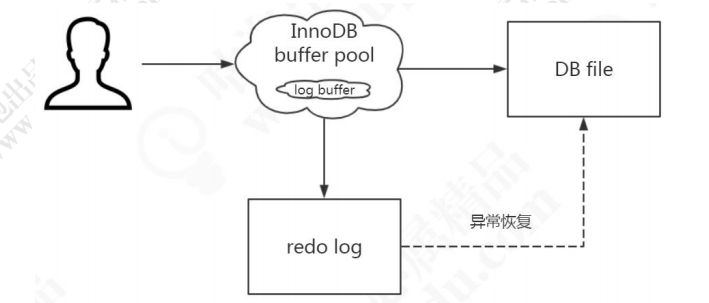 InnoDB
buffer pool
log buffer
DB file
redo log
异常恢复